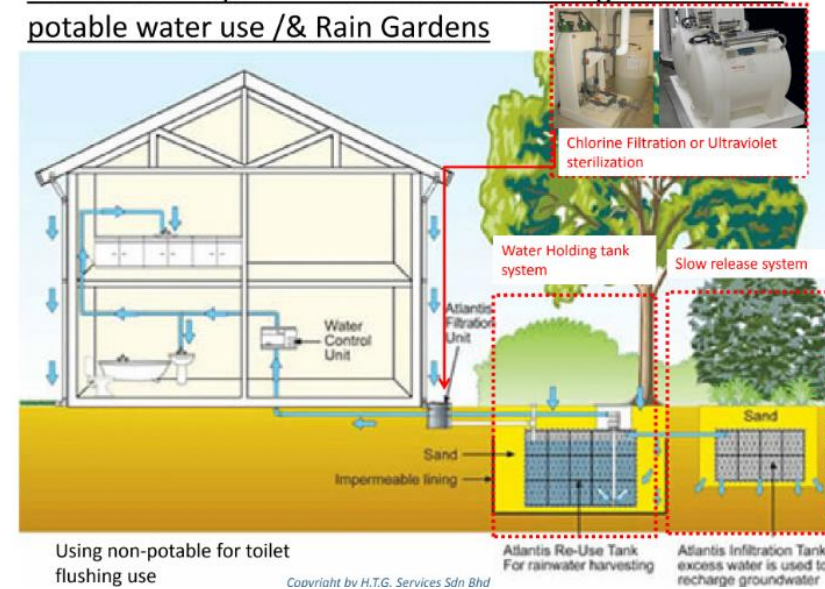 potable water use /& Rain Gardens
Chlorine Filtration or Ultraviolet
sterilization
Water Holding tank
system
Slow release system
Atlantis
Filtration
Unit
Water
Control
Unit
Sand
Sand
Impermeable lining
Atlantis Re-Use Tank
For rainwater harvesting
Atlantis Infiltration Tank
excess water is used to
recharge groundwater
Using non-potable for toilet
flushing use
Copyright by H.T.G. Services Sdn Bhd